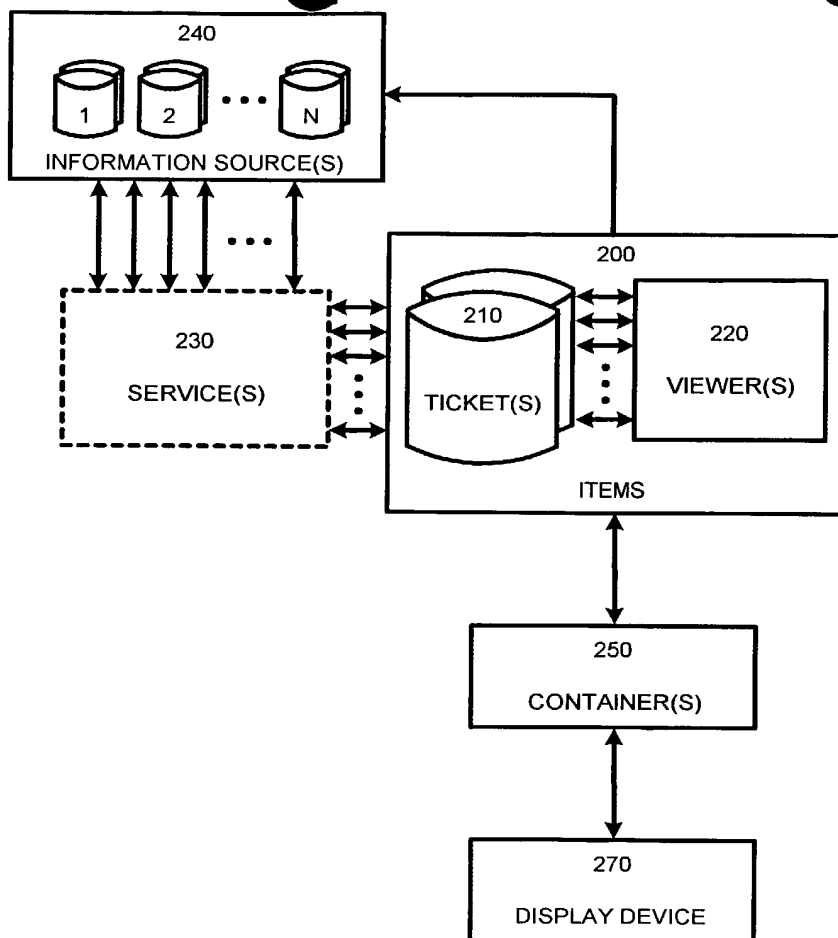 240
1 2 N
INFORMATION SOURCE(S)
200
230
SERVICE(S)
210
TICKET(S)
220
VIEWER(S)
ITEMS
250
CONTAINER(S)
270
DISPLAY DEVICE